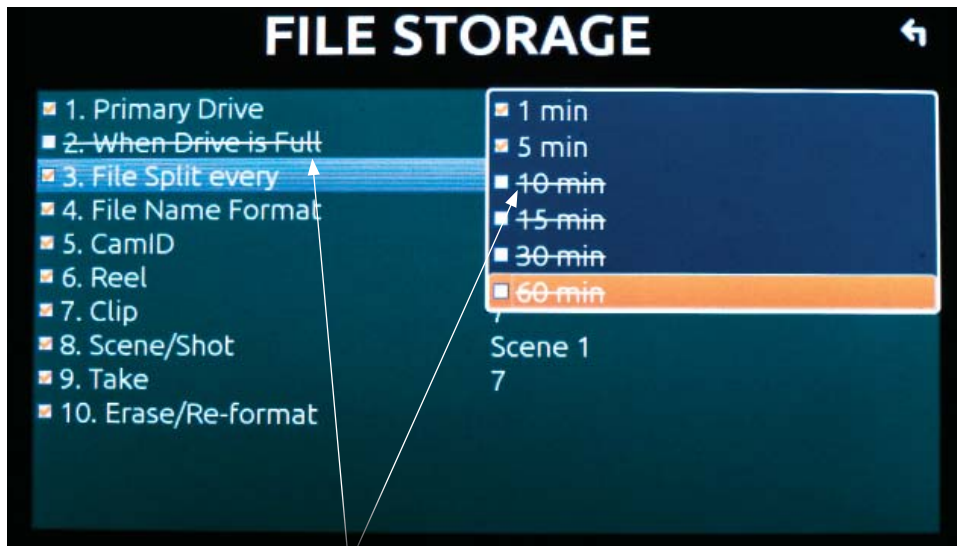 FILE STORAGE
1. Primary Drive
2. When Drive is Full
3. File Split every
4. File Name Format
5. CamID
6. Reel
7. Clip
8. Scene/Shot
9. Take
10. Erase/Re-format
1 min
5 min
10 min
15 min
30 min
60 min
7
Scene 1
7